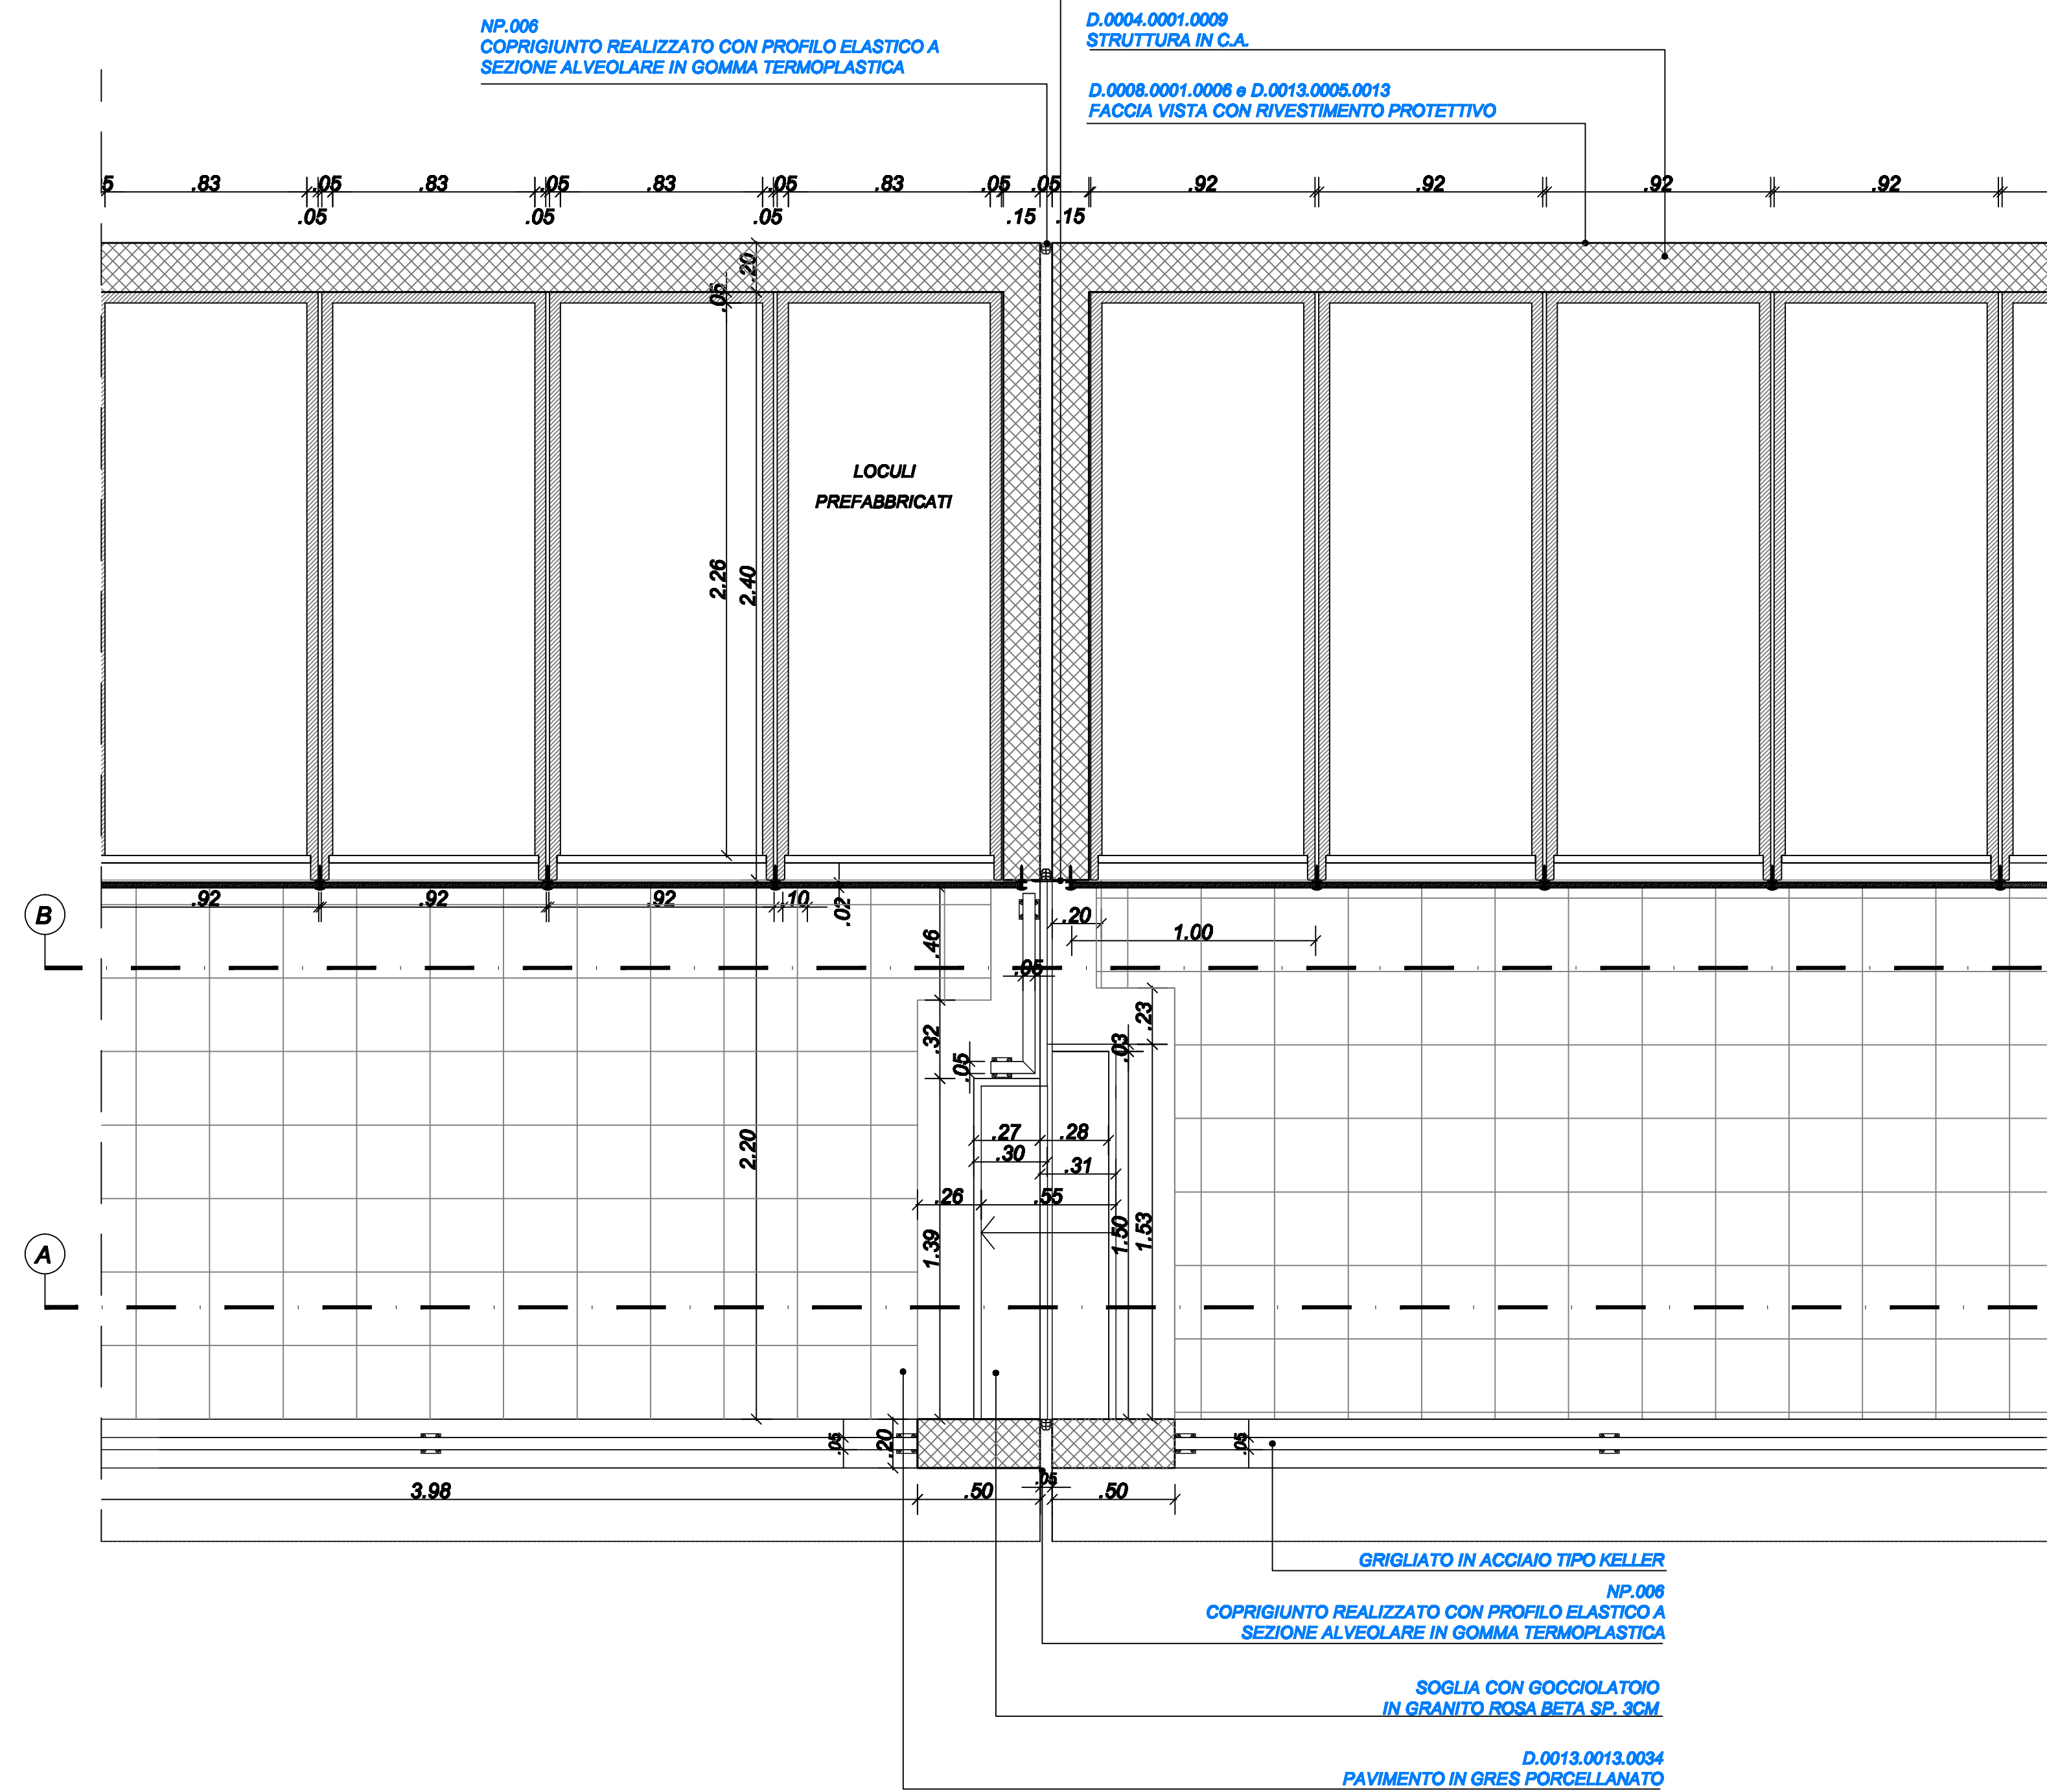 NP.006
COPRIGIUNTO REALIZZATO CON PROFILO ELASTICO A
SEZIONE ALVEOLARE IN GOMMA TERMOPLASTICA
D.0004.0001.0009
STRUTTURA IN C.A.
D.0008.0001.0006 e D.0013.0005.0013
FACCIA VISTA CON RIVESTIMENTO PROTETTIVO
5 .83 .05 .83 .05 .83 .05 .83 .05 .05 .92 .92 .92 .92
.05 .05 .05 .15 .15
.20
.05
LOCULI
PREFABBRICATI
2.26 2.40
.92 .92 .92 .10 .02
B
.20
1.00
.46
.05
.23
.32
.03
.05
.27 .28
.30 .31
2.20
.26 .55
1.39
1.50 1.53
A
.05 .20 .05
.05
3.98 .50 .50
GRIGLIATO IN ACCIAIO TIPO KELLER
NP.006
COPRIGIUNTO REALIZZATO CON PROFILO ELASTICO A
SEZIONE ALVEOLARE IN GOMMA TERMOPLASTICA
SOGLIA CON GOCCIOLATOIO
IN GRANITO ROSA BETA SP. 3CM
D.0013.0013.0034
PAVIMENTO IN GRES PORCELLANATO